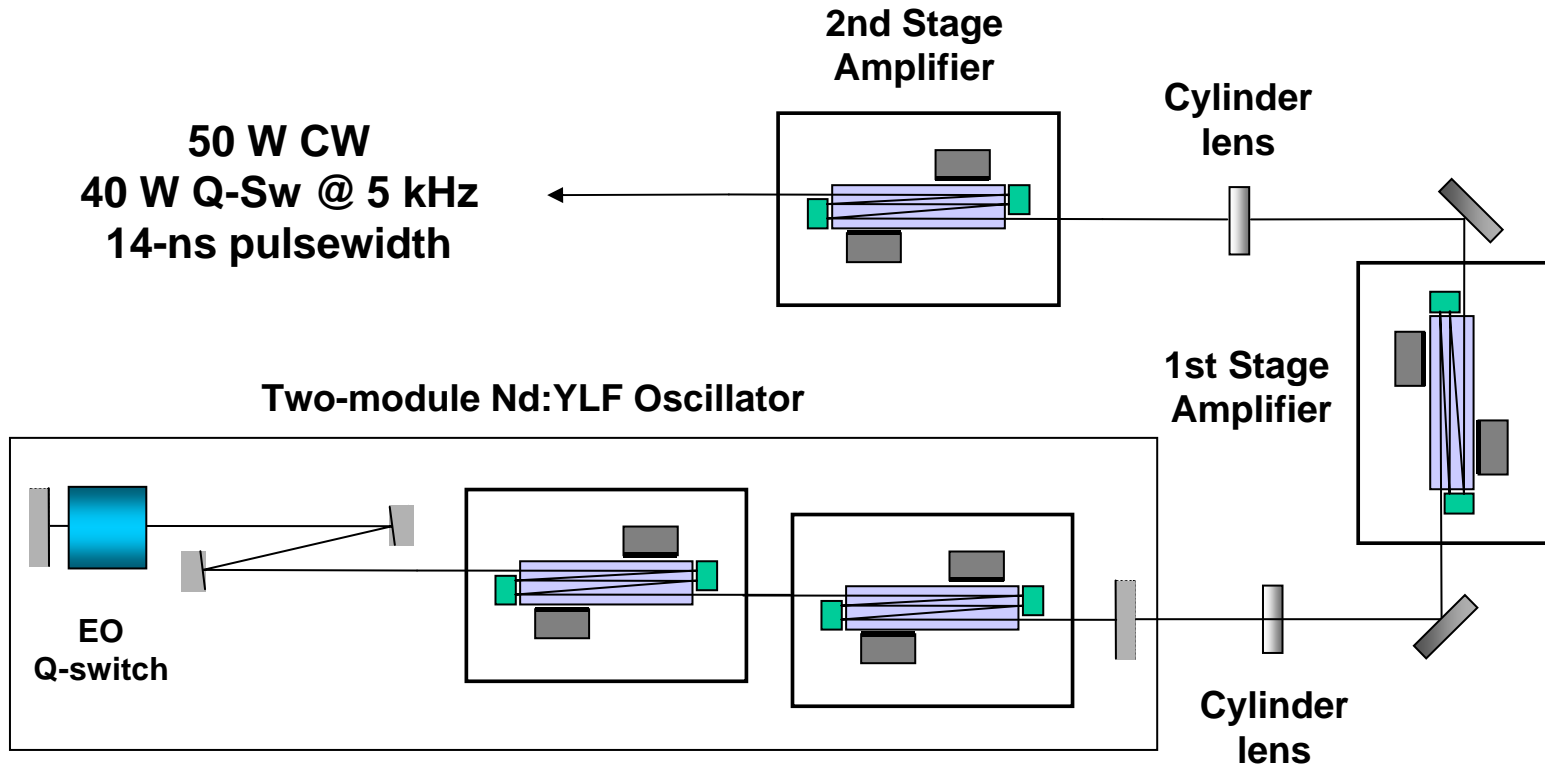 2nd Stage
Amplifier
Cylinder
lens
50 W CW
40 W Q-Sw @ 5 kHz
14-ns pulsewidth
1st Stage
Amplifier
Two-module Nd:YLF Oscillator
EO
Q-switch
Cylinder
lens